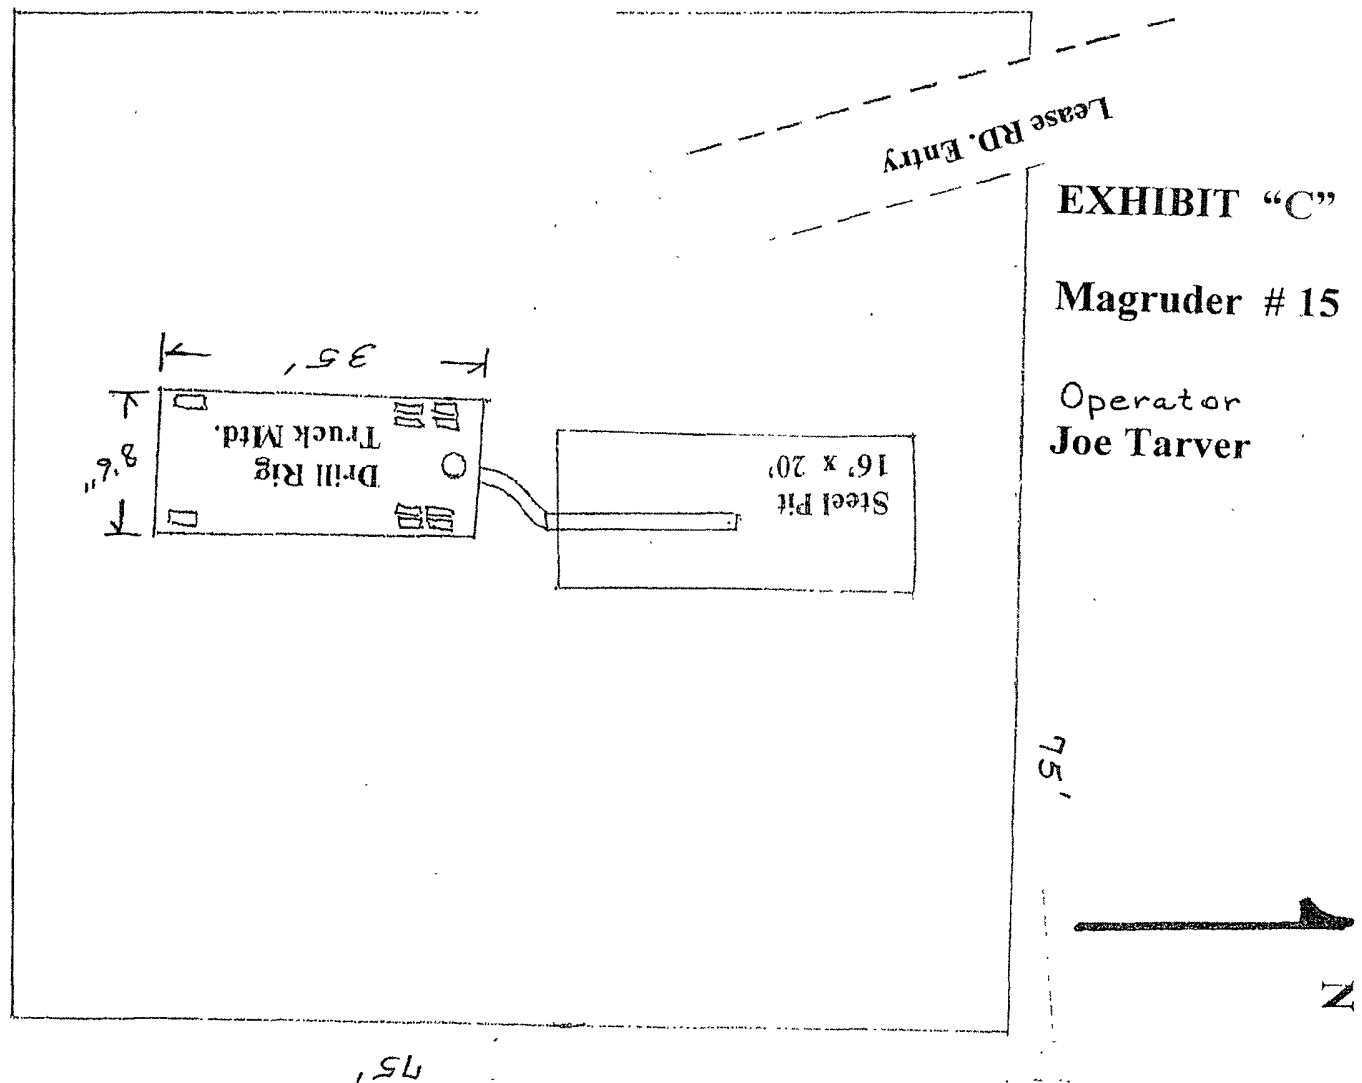 Lease RD. Entry
EXHIBIT “C”
Magruder # 15
Operator
Joe Tarver
35'
8'6"
Drill Rig
Truck Mtd.
Steel Pit
16' x 20'
75'
75'
N